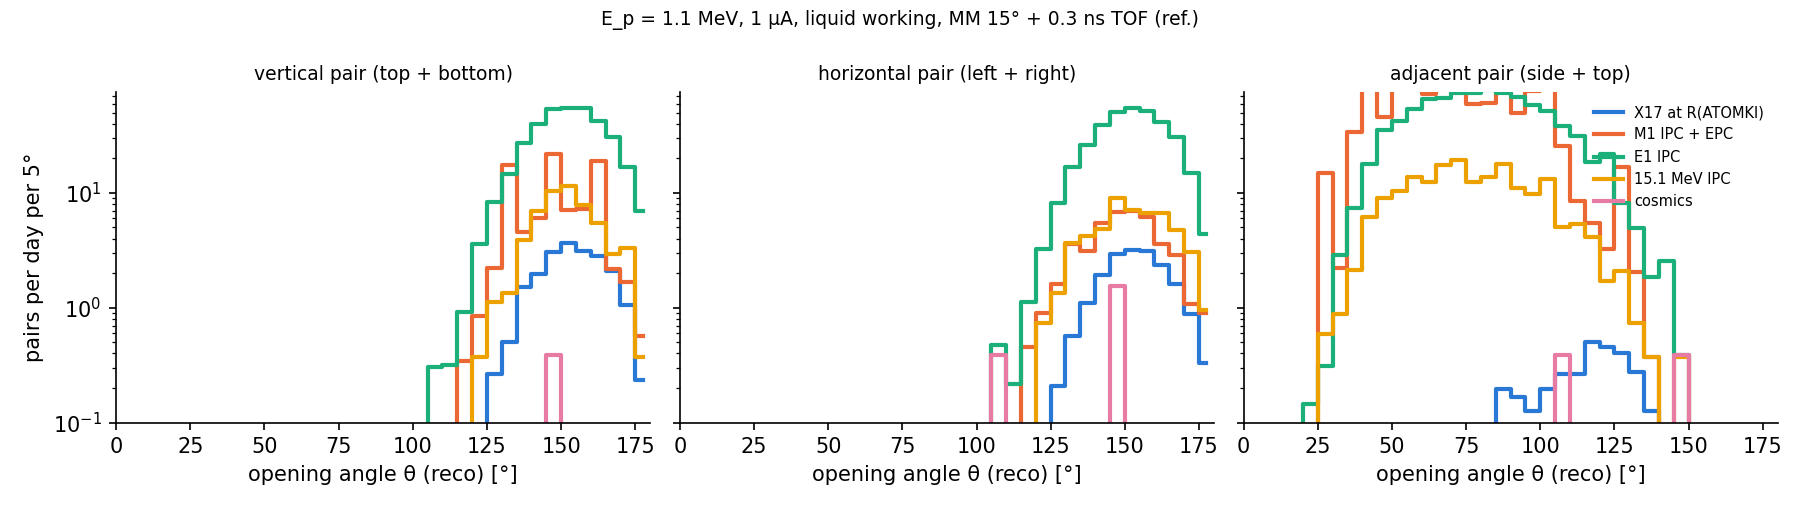 E_p = 1.1 MeV, 1 μA, liquid working, MM 15° + 0.3 ns TOF (ref.)
vertical pair (top + bottom)
horizontal pair (left + right)
adjacent pair (side + top)
pairs per day per 5°
10¹
10⁰
10⁻¹
X17 at R(ATOMKI)
M1 IPC + EPC
E1 IPC
15.1 MeV IPC
cosmics
0 25 50 75 100 125 150 175
0 25 50 75 100 125 150 175
0 25 50 75 100 125 150 175
opening angle θ (reco) [°]
opening angle θ (reco) [°]
opening angle θ (reco) [°]